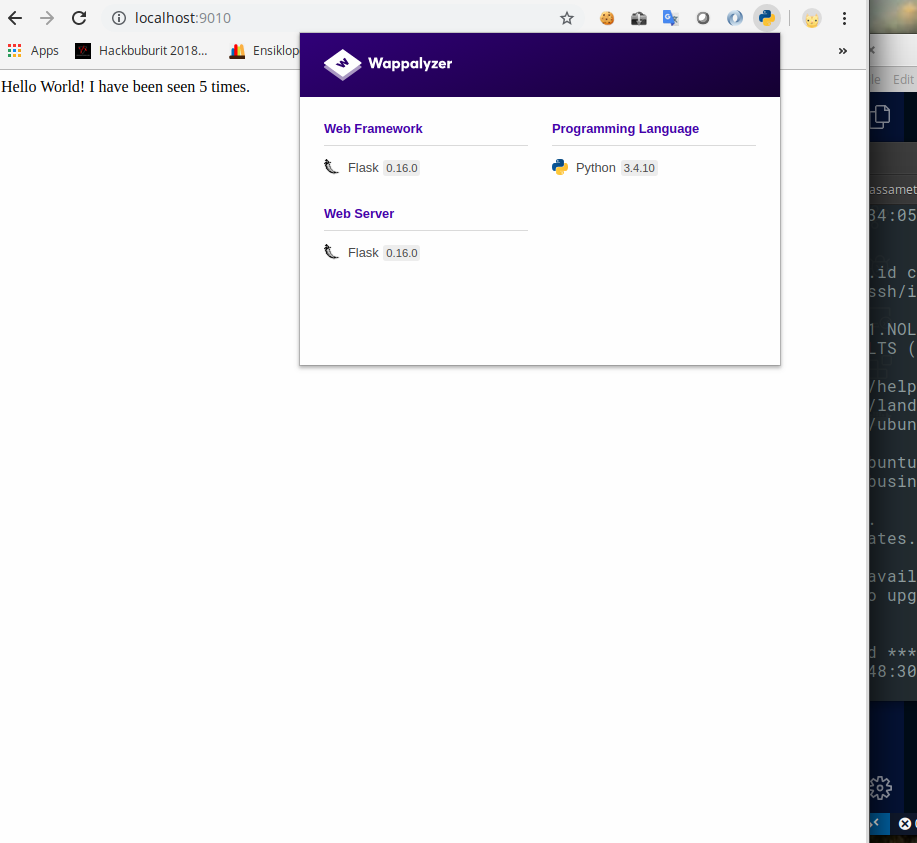 localhost:9010
Apps Hackbuburit 2018... Ensiklop »
Hello World! I have been seen 5 times.
Wappalyzer
Web Framework
Flask 0.16.0
Programming Language
Python 3.4.10
Web Server
Flask 0.16.0
le Edit
assamet
34:05
.id c
ssh/i
1.NOL
LTS (
/help
/land
/ubun
buntu
busin
.
ates.
avail
o upg
d ***
48:30